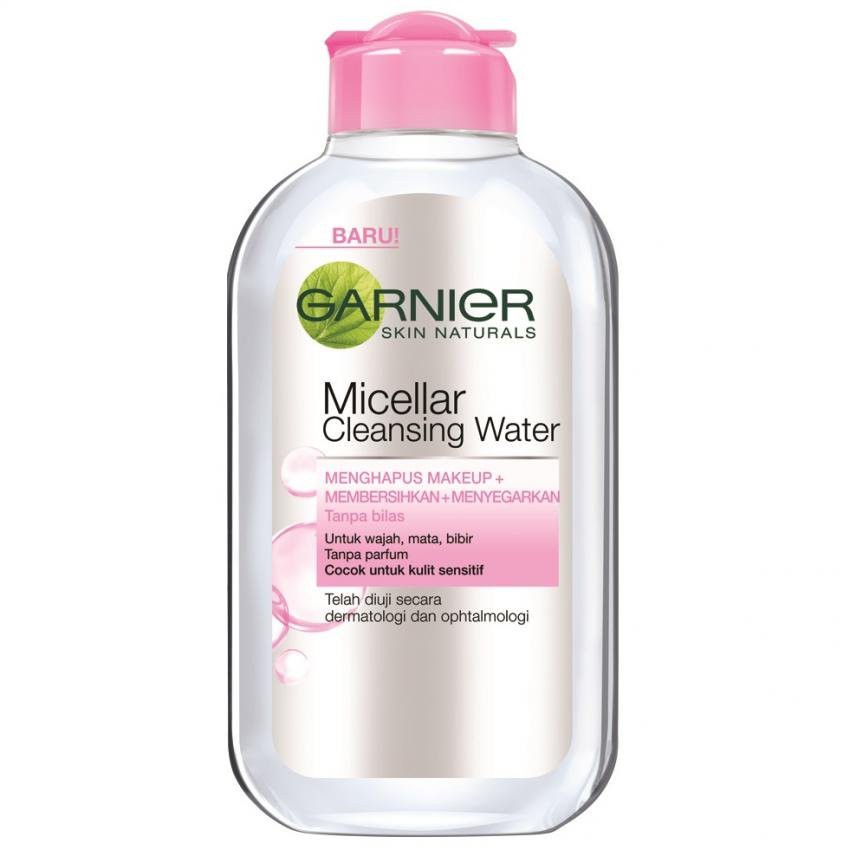 BARU!
GARNIER
SKIN NATURALS
Micellar
Cleansing Water
MENGHAPUS MAKEUP +
MEMBERSIHKAN+MENYEGARKAN
Tanpa bilas
Untuk wajah, mata, bibir
Tanpa parfum
Cocok untuk kulit sensitif
Telah diuji secara
dermatologi dan ophtalmologi